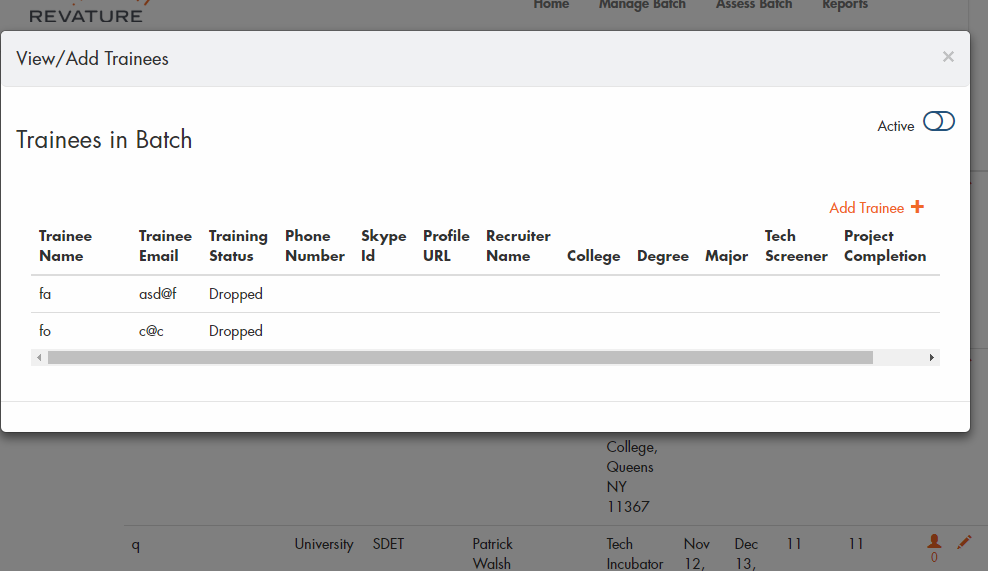 REVATURE
Home Manage Batch Assess Batch Reports
View/Add Trainees ×
Active
Trainees in Batch
Add Trainee +
Trainee Trainee Training Phone Skype Profile Recruiter Tech Project
Name Email Status Number Id URL Name College Degree Major Screener Completion
fa asd@f Dropped
fo c@c Dropped
College,
Queens
NY
11367
q University SDET Patrick Tech Nov Dec 11 11
Walsh Incubator 12, 13, 0